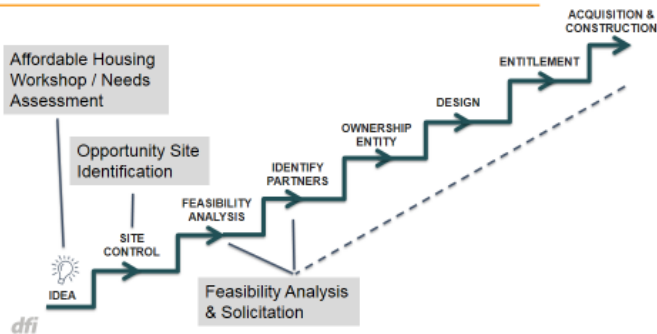 ACQUISITION &
CONSTRUCTION
ENTITLEMENT
DESIGN
OWNERSHIP
ENTITY
IDENTIFY
PARTNERS
FEASIBILITY
ANALYSIS
SITE
CONTROL
IDEA
Affordable Housing
Workshop / Needs
Assessment
Opportunity Site
Identification
Feasibility Analysis
& Solicitation
dfi